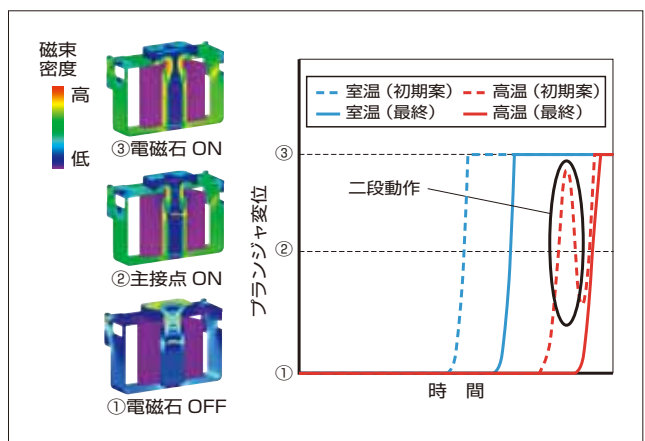 磁束
密度
高
低
③電磁石 ON
②主接点 ON
①電磁石 OFF
室温(初期案)
高温(初期案)
室温(最終)
高温(最終)
二段動作
プランジャ変位
③
②
①
時 間